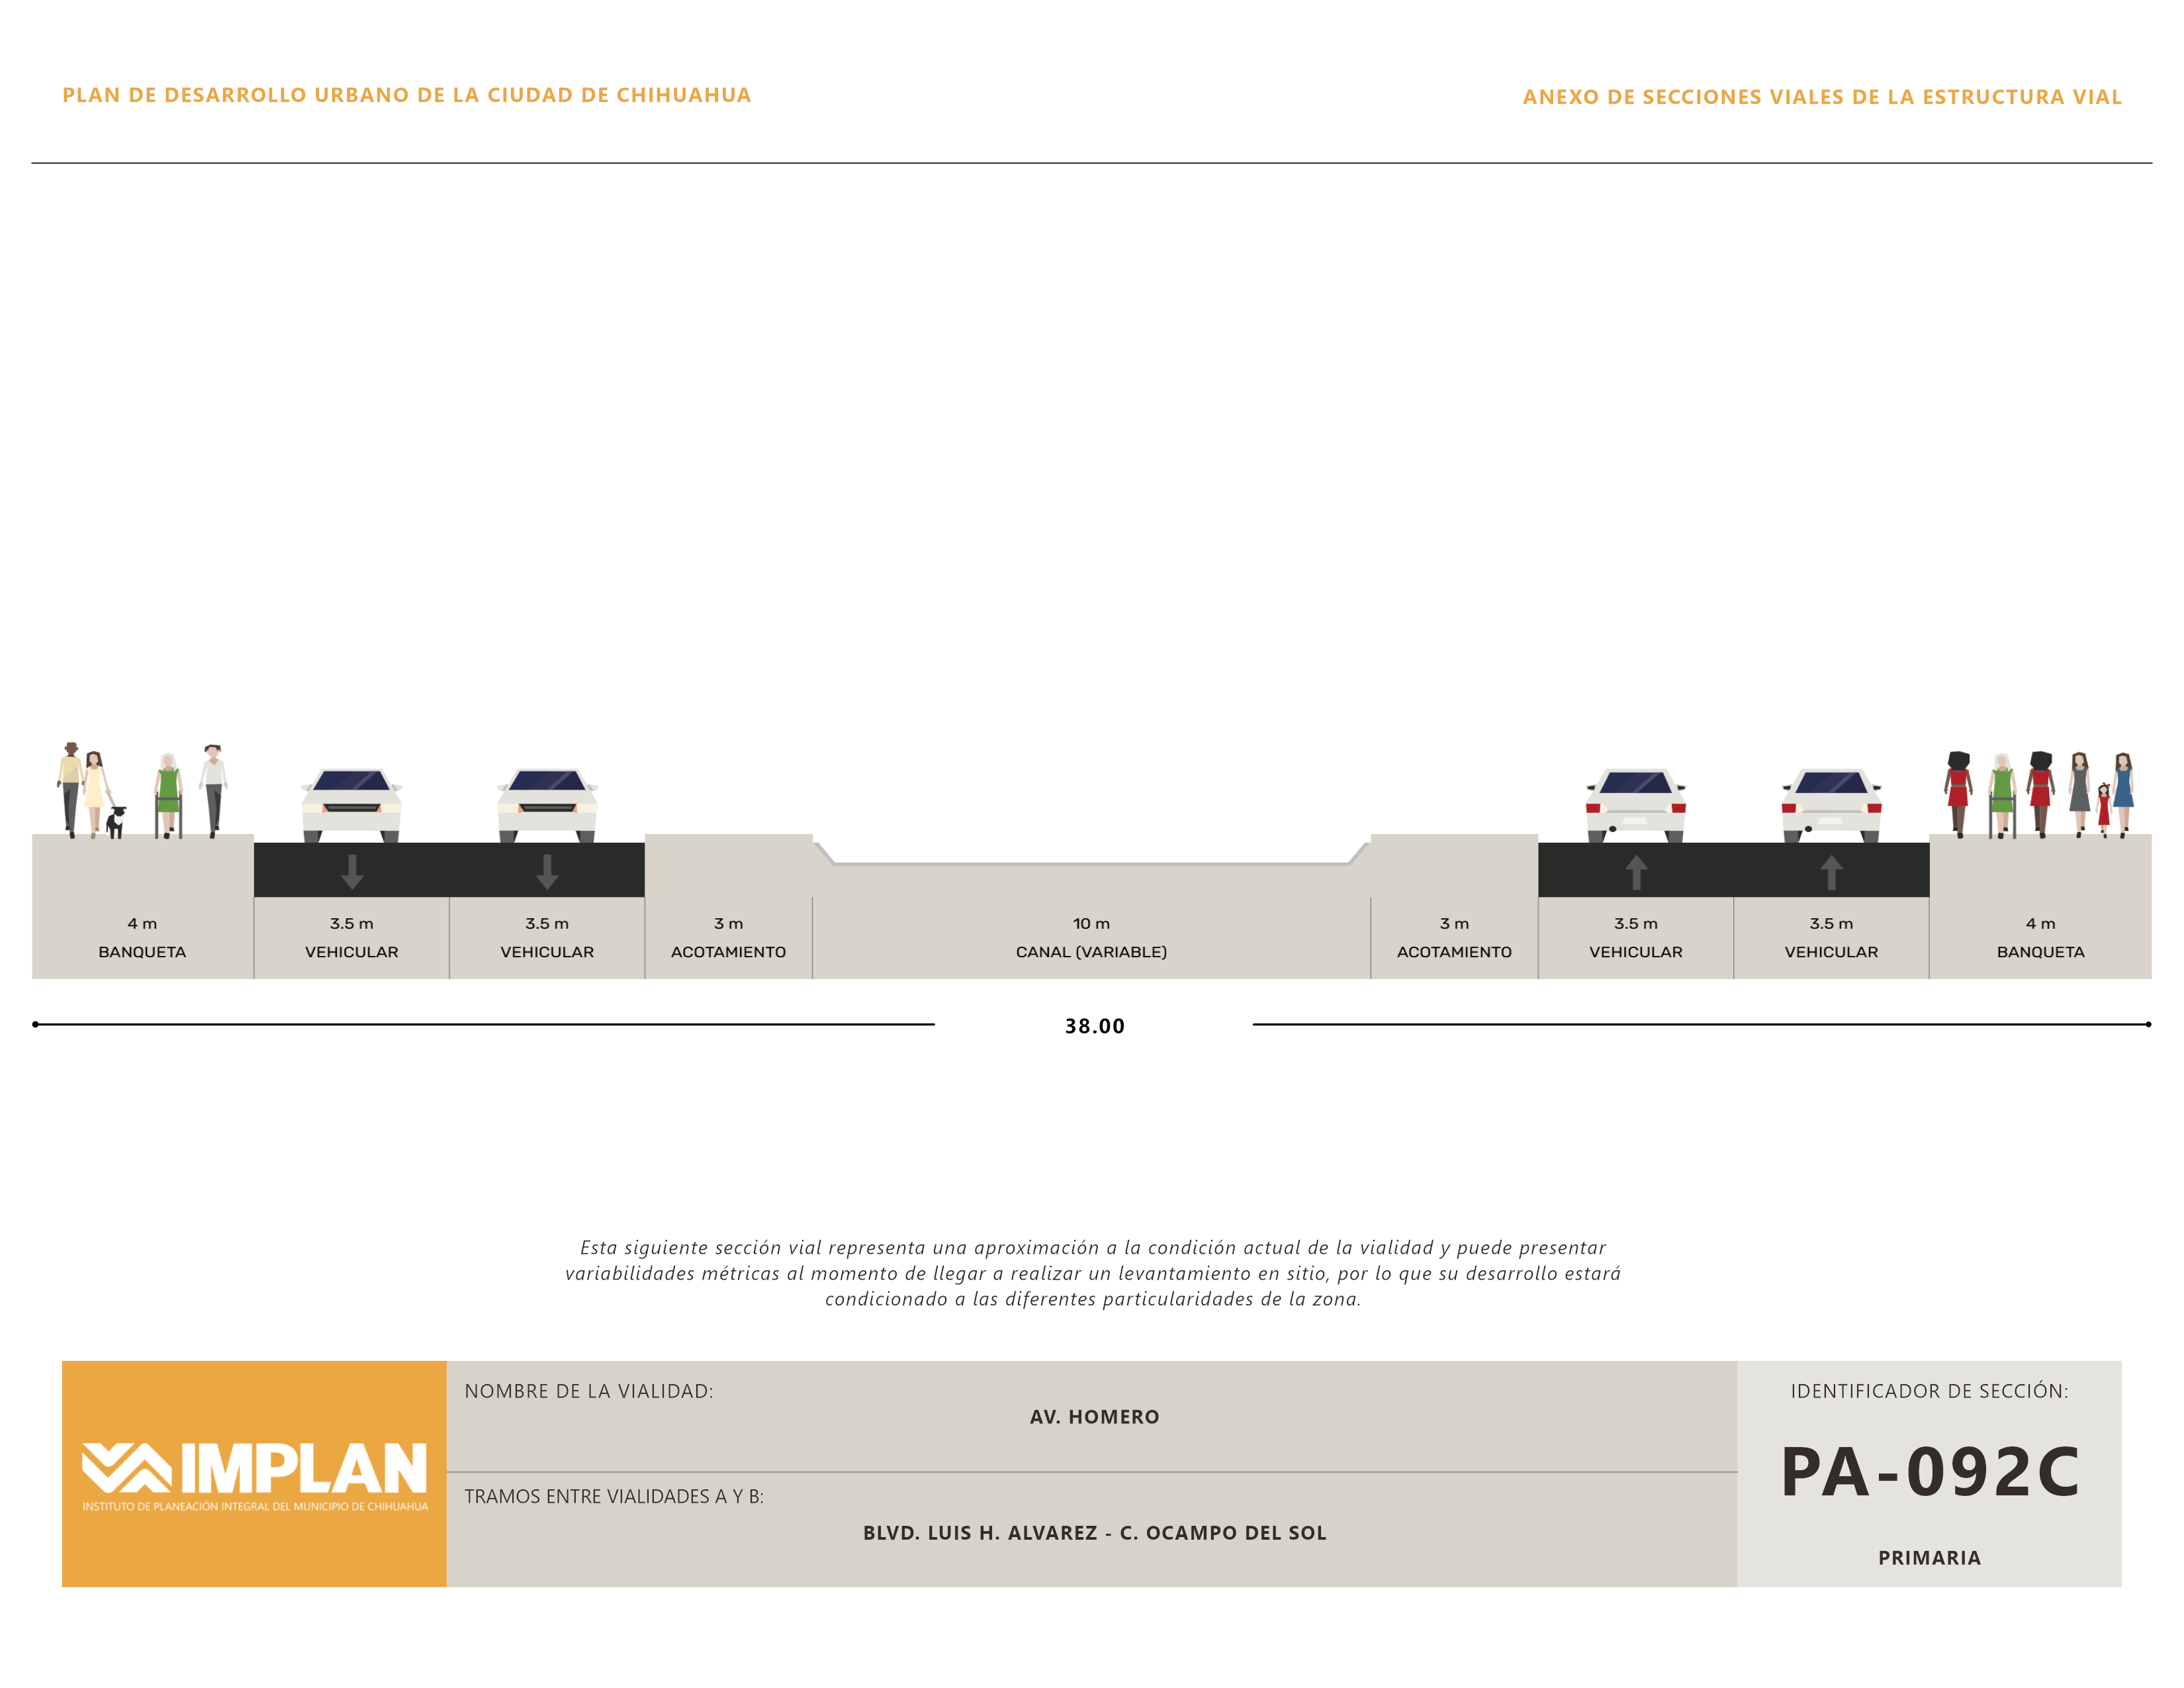 PLAN DE DESARROLLO URBANO DE LA CIUDAD DE CHIHUAHUA
ANEXO DE SECCIONES VIALES DE LA ESTRUCTURA VIAL
4 m
BANQUETA
3.5 m
VEHICULAR
3.5 m
VEHICULAR
3 m
ACOTAMIENTO
10 m
CANAL (VARIABLE)
3 m
ACOTAMIENTO
3.5 m
VEHICULAR
3.5 m
VEHICULAR
4 m
BANQUETA
38.00
Esta siguiente sección vial representa una aproximación a la condición actual de la vialidad y puede presentar
variabilidades métricas al momento de llegar a realizar un levantamiento en sitio, por lo que su desarrollo estará
condicionado a las diferentes particularidades de la zona.
IMPLAN
INSTITUTO DE PLANEACIÓN INTEGRAL DEL MUNICIPIO DE CHIHUAHUA
NOMBRE DE LA VIALIDAD:
AV. HOMERO
TRAMOS ENTRE VIALIDADES A Y B:
BLVD. LUIS H. ALVAREZ - C. OCAMPO DEL SOL
IDENTIFICADOR DE SECCIÓN:
PA-092C
PRIMARIA